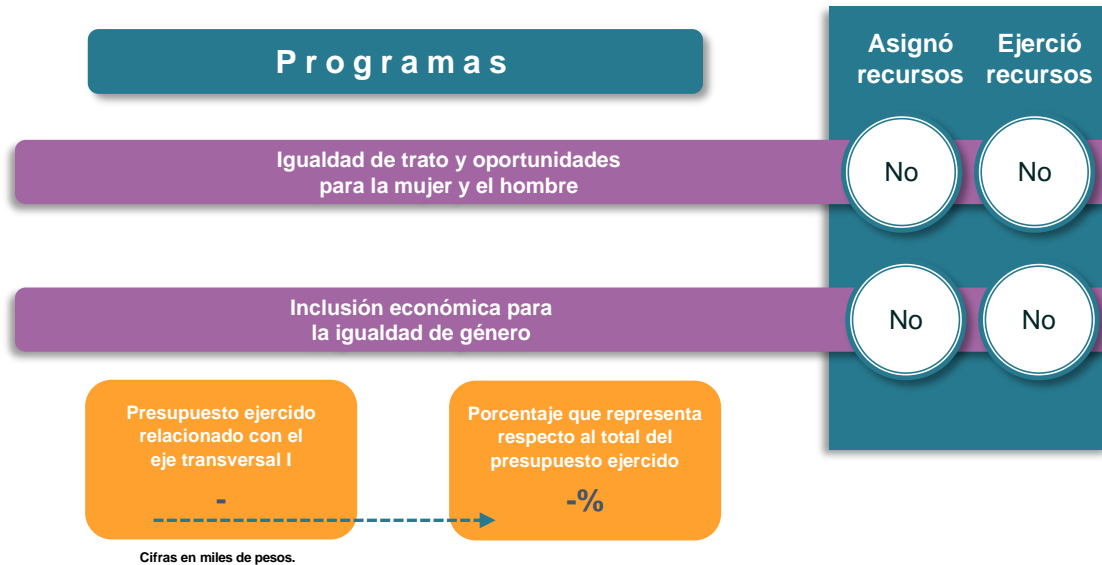 Programas
Asignó
recursos
Ejerció
recursos
Igualdad de trato y oportunidades
para la mujer y el hombre
No
No
Inclusión económica para
la igualdad de género
No
No
Presupuesto ejercido
relacionado con el
eje transversal I
-
Porcentaje que representa
respecto al total del
presupuesto ejercido
-%
Cifras en miles de pesos.